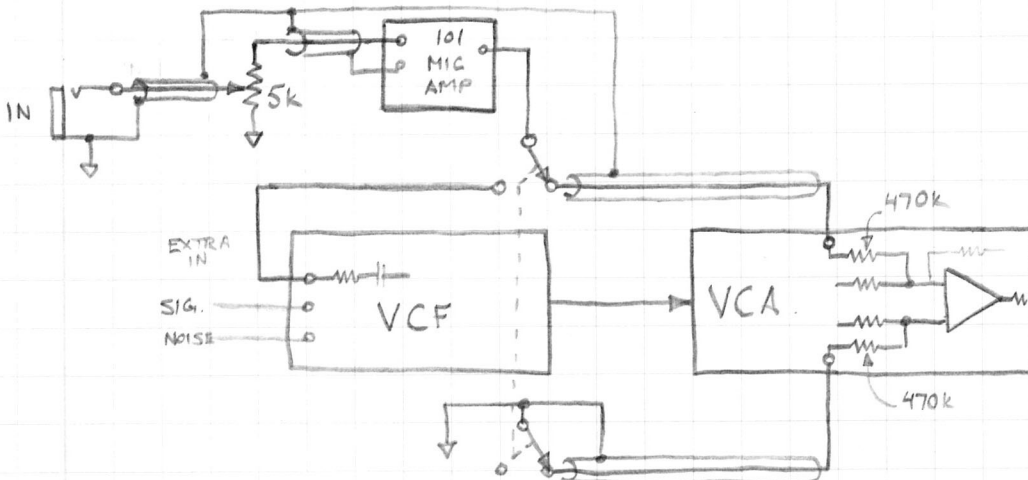 101
MIC
AMP
IN
5k
470k
EXTRA
IN
SIG.
NOISE
VCF
VCA
470k